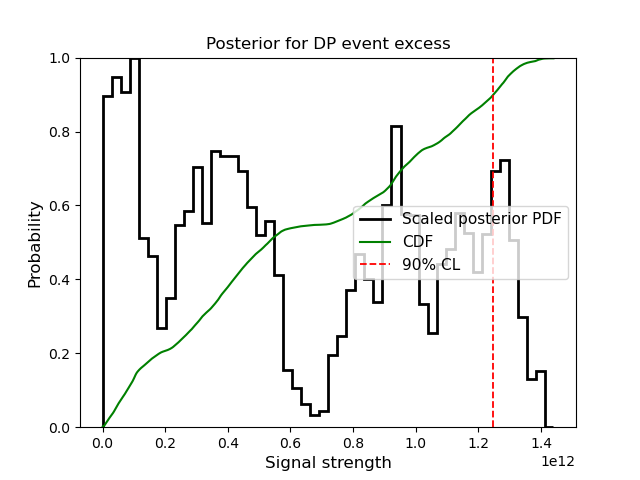 Posterior for DP event excess
1.0
0.8
0.6
0.4
0.2
0.0
Probability
Scaled posterior PDF
CDF
90% CL
0.0 0.2 0.4 0.6 0.8 1.0 1.2 1.4
1e12
Signal strength